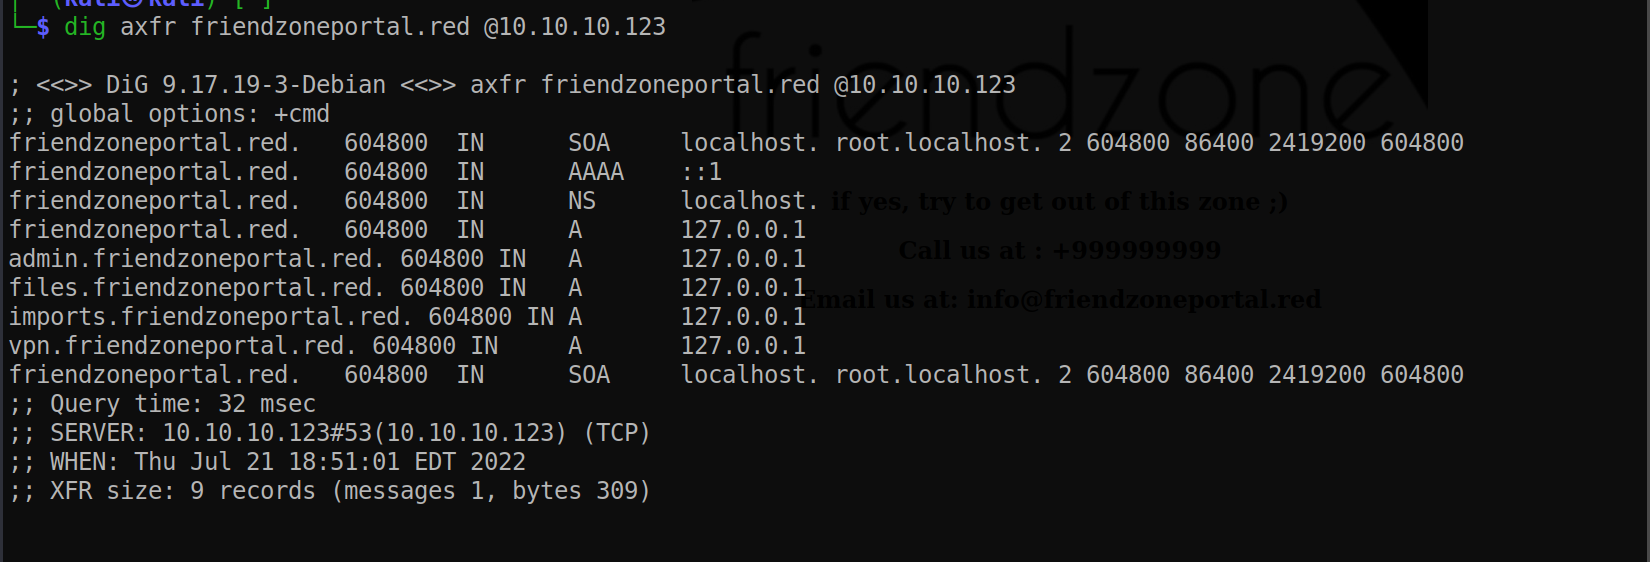 (kali㉿kali) [~]
└─$ dig axfr friendzoneportal.red @10.10.10.123
friendzone
; <<>> DiG 9.17.19-3-Debian <<>> axfr friendzoneportal.red @10.10.10.123
;; global options: +cmd
friendzoneportal.red.   604800  IN      SOA     localhost. root.localhost. 2 604800 86400 2419200 604800
friendzoneportal.red.   604800  IN      AAAA    ::1
friendzoneportal.red.   604800  IN      NS      localhost.
if yes, try to get out of this zone ;)
friendzoneportal.red.   604800  IN      A       127.0.0.1
admin.friendzoneportal.red. 604800 IN   A       127.0.0.1
Call us at : +999999999
files.friendzoneportal.red. 604800 IN   A       127.0.0.1
Email us at: info@friendzoneportal.red
imports.friendzoneportal.red. 604800 IN A       127.0.0.1
vpn.friendzoneportal.red. 604800 IN     A       127.0.0.1
friendzoneportal.red.   604800  IN      SOA     localhost. root.localhost. 2 604800 86400 2419200 604800
;; Query time: 32 msec
;; SERVER: 10.10.10.123#53(10.10.10.123) (TCP)
;; WHEN: Thu Jul 21 18:51:01 EDT 2022
;; XFR size: 9 records (messages 1, bytes 309)